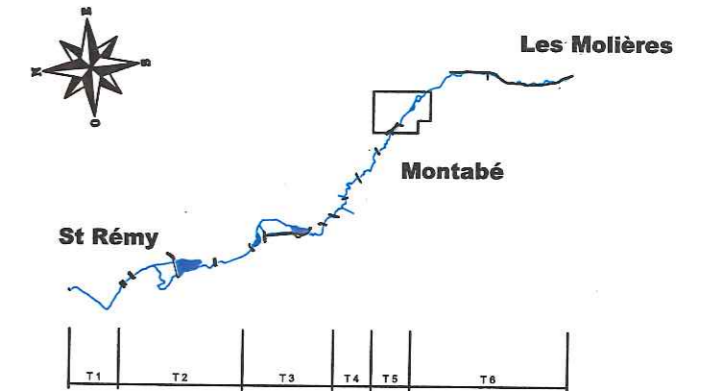 E
N
S
O
Les Molières
Montabé
St Rémy
T1 T2 T3 T4 T5 T6